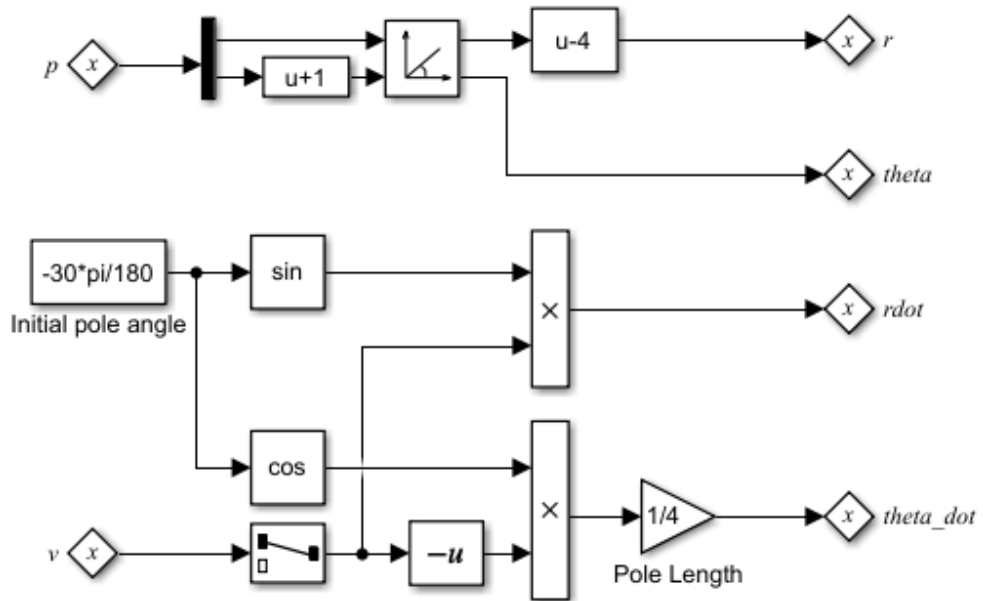 p x
u+1
u-4
x r
x theta
-30*pi/180
Initial pole angle
sin
×
x rdot
cos
×
1/4
Pole Length
x theta_dot
v x
-u